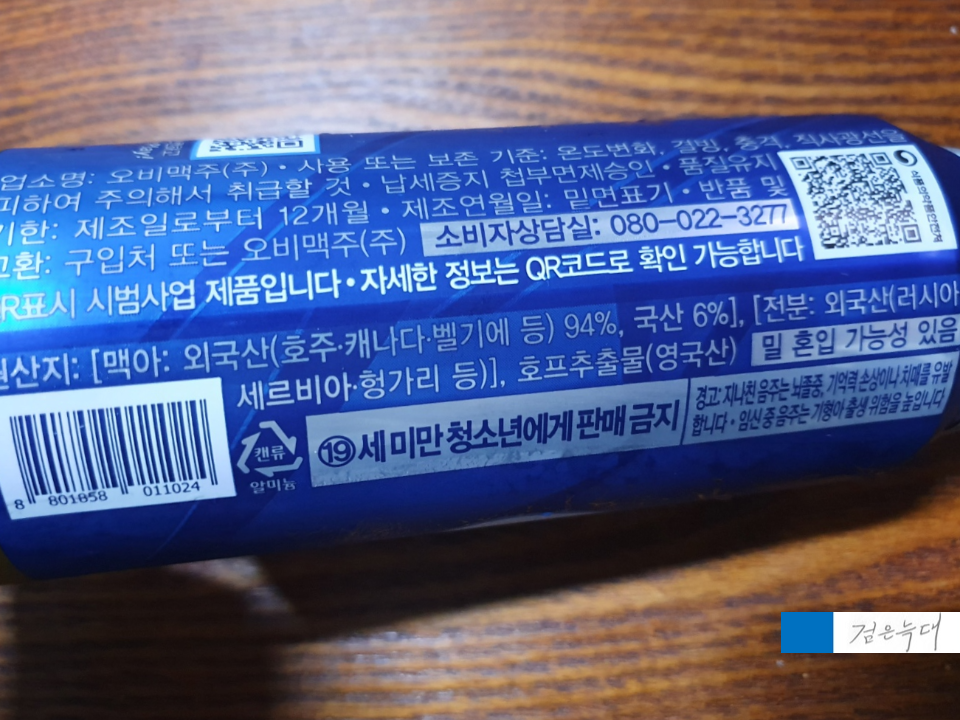 업소명: 오비맥주(주)・사용 또는 보존 기준: 온도변화, 결빙, 충격, 직사광선을
피하여 주의해서 취급할 것・납세증지 첩부면제승인・품질유지
기한: 제조일로부터 12개월・제조연월일: 밑면표기・반품 및
교환: 구입처 또는 오비맥주(주) 소비자상담실: 080-022-3277
QR표시 시범사업 제품입니다・자세한 정보는 QR코드로 확인 가능합니다
식품의약품안전처
원산지: [맥아: 외국산(호주·캐나다·벨기에 등) 94%, 국산 6%], [전분: 외국산(러시아
세르비아·헝가리 등)], 호프추출물(영국산) 밀 혼입 가능성 있음
8 801858 011024
캔류
알미늄
⑲ 세 미만 청소년에게 판매 금지
경고: 지나친 음주는 뇌졸중, 기억력 손상이나 치매를 유발
합니다・임신 중 음주는 기형아 출생 위험을 높입니다
검은늑대